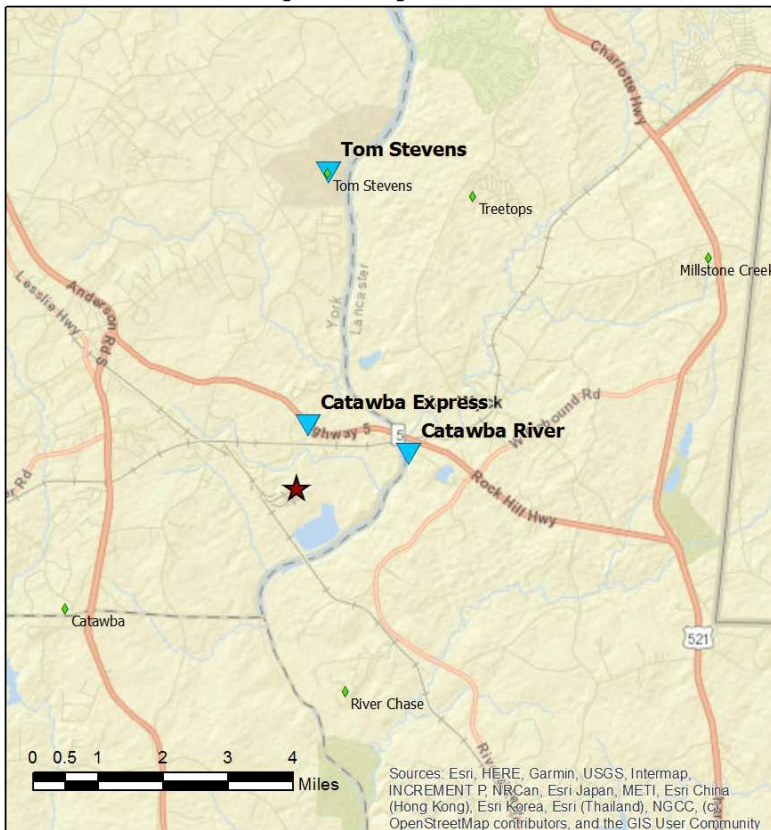 Charlotte Hwy
Tom Stevens
Tom Stevens
Treetops
Millstone Creek
Lesslie Hwy
Anderson Rd S
York
Lancaster
Catawba Express
5
Catawba River
Rock Hill Hwy
Catawba
521
River Chase
0 0.5 1 2 3 4
Miles
Sources: Esri, HERE, Garmin, USGS, Intermap,
INCREMENT P, NRCan, Esri Japan, METI, Esri China
(Hong Kong), Esri Korea, Esri (Thailand), NGCC, (c)
OpenStreetMap contributors, and the GIS User Community